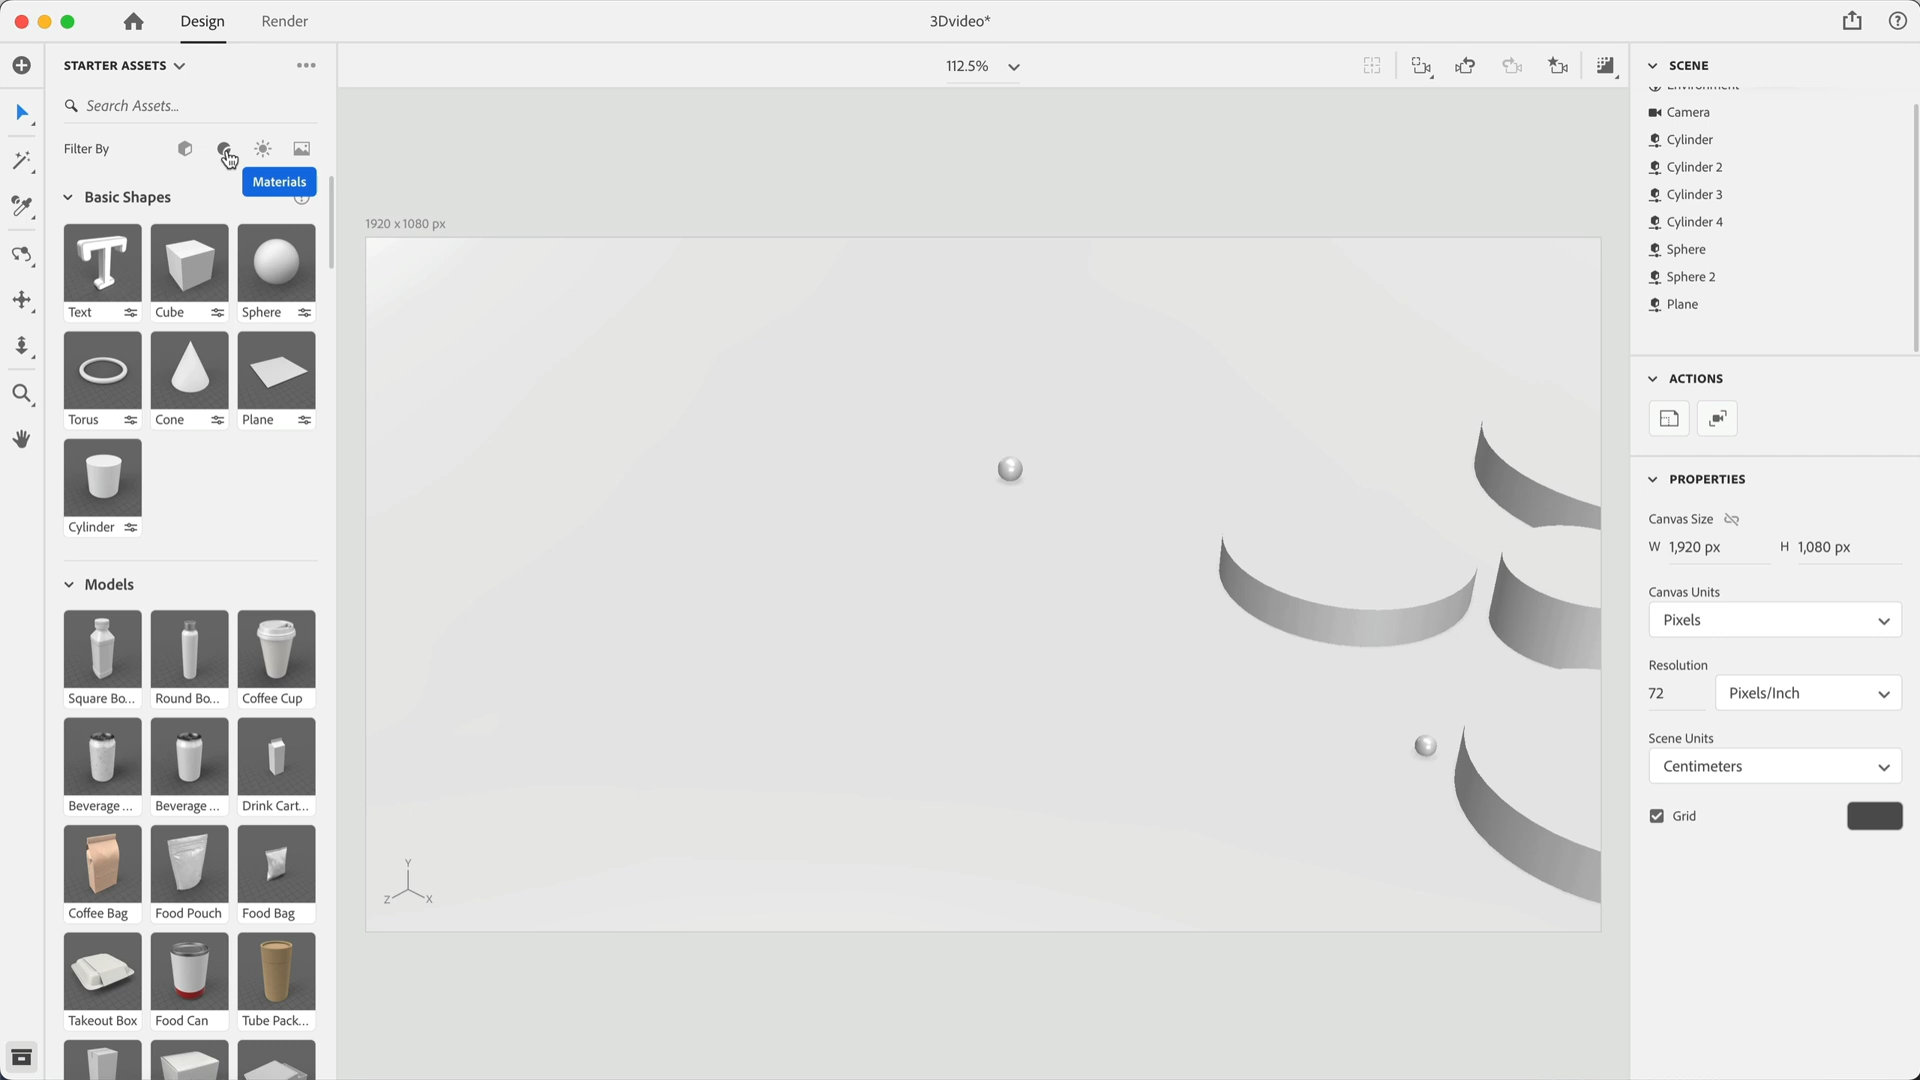 Design
Render
3Dvideo*
STARTER ASSETS
112.5%
Search Assets...
Filter By
Materials
Basic Shapes
Text
Cube
Sphere
Torus
Cone
Plane
Cylinder
Models
Square Bo...
Round Bo...
Coffee Cup
Beverage ...
Beverage ...
Drink Cart...
Coffee Bag
Food Pouch
Food Bag
Takeout Box
Food Can
Tube Pack...
1920 x 1080 px
Y
Z
X
SCENE
Environment
Camera
Cylinder
Cylinder 2
Cylinder 3
Cylinder 4
Sphere
Sphere 2
Plane
ACTIONS
PROPERTIES
Canvas Size
W 1,920 px
H 1,080 px
Canvas Units
Pixels
Resolution
72
Pixels/Inch
Scene Units
Centimeters
Grid